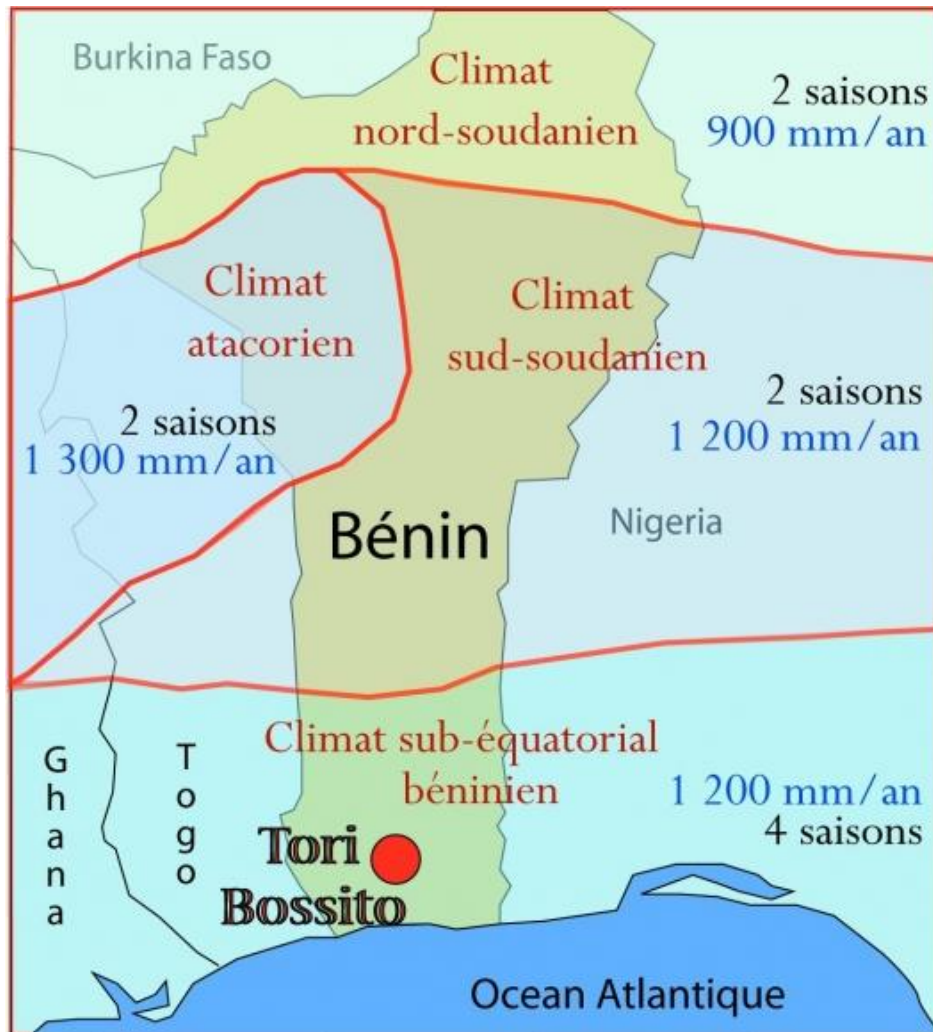 Burkina Faso
Climat
nord-soudanien
2 saisons
900 mm/an
Climat
atacorien
Climat
sud-soudanien
2 saisons
1 300 mm/an
2 saisons
1 200 mm/an
Bénin
Nigeria
Ghana
Togo
Climat sub-équatorial
béninien
1 200 mm/an
4 saisons
Tori
Bossito
Ocean Atlantique